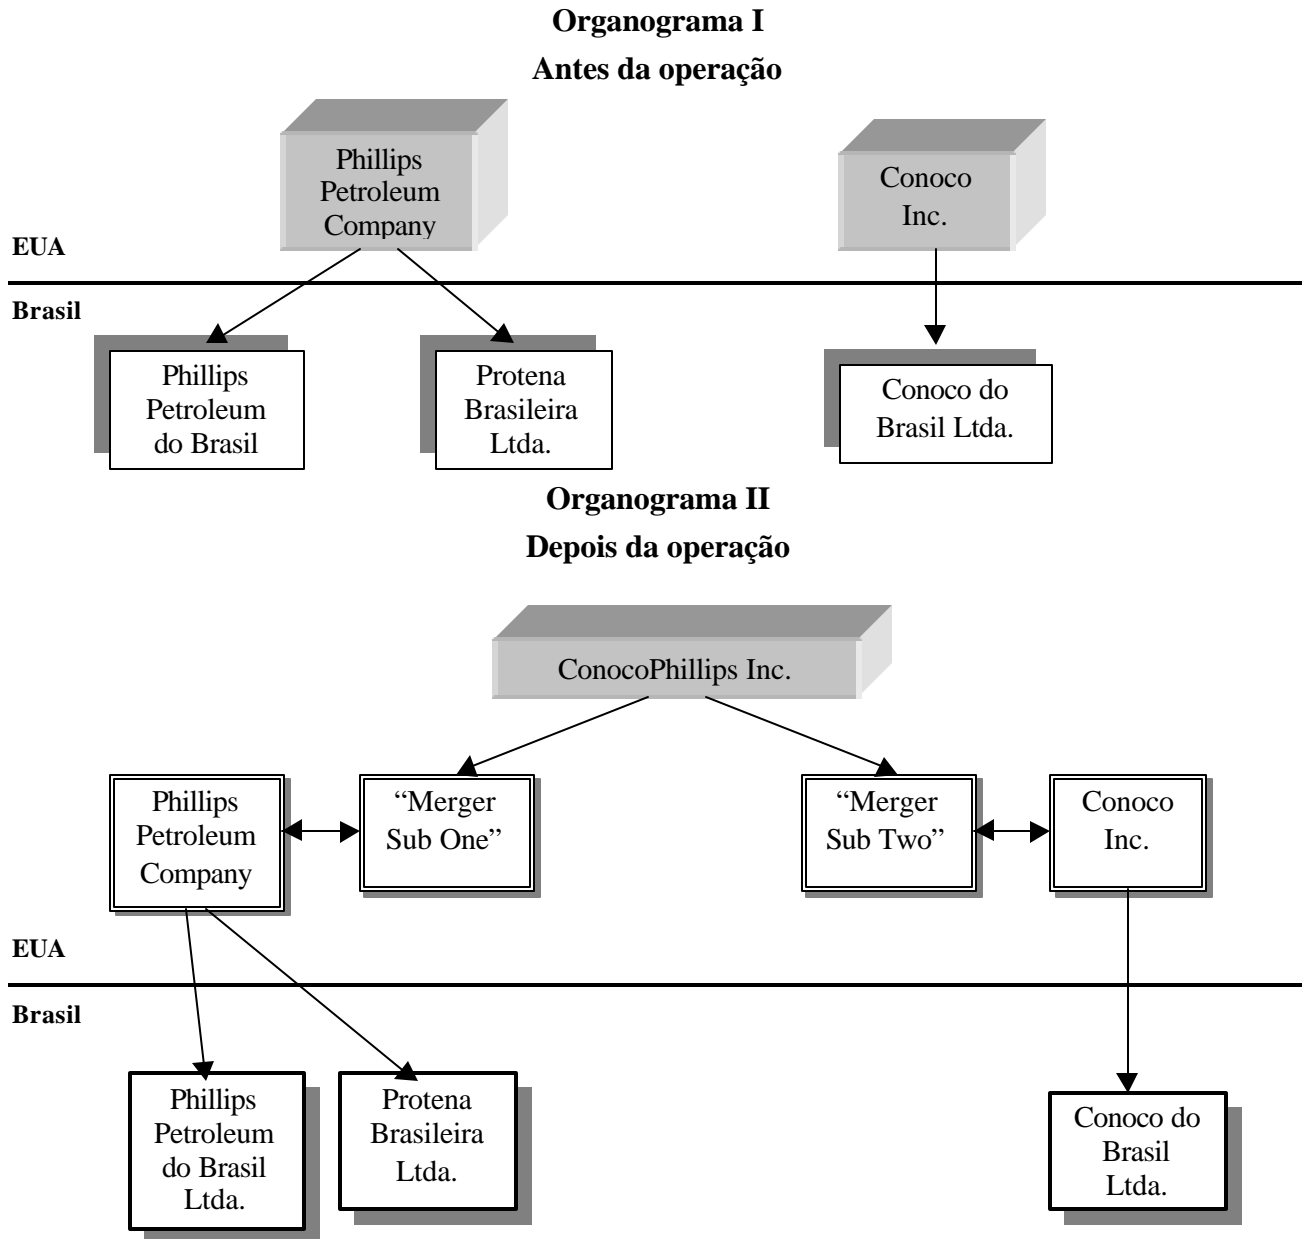 Organograma I
Antes da operação
Phillips
Petroleum
Company
Conoco
Inc.
EUA
Brasil
Phillips
Petroleum
do Brasil
Protena
Brasileira
Ltda.
Conoco do
Brasil Ltda.
Organograma II
Depois da operação
ConocoPhillips Inc.
Phillips
Petroleum
Company
“Merger
Sub One”
“Merger
Sub Two”
Conoco
Inc.
EUA
Brasil
Phillips
Petroleum
do Brasil
Ltda.
Protena
Brasileira
Ltda.
Conoco do
Brasil
Ltda.